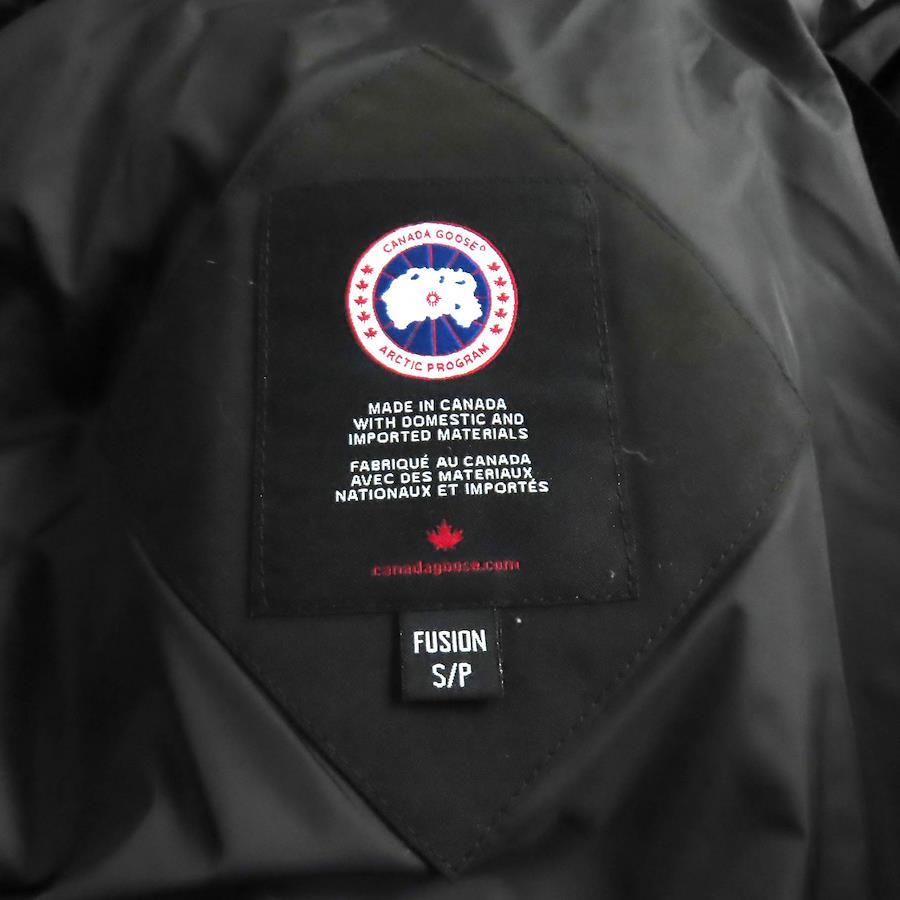 CANADA GOOSE®
ARCTIC PROGRAM
MADE IN CANADA
WITH DOMESTIC AND
IMPORTED MATERIALS
FABRIQUÉ AU CANADA
AVEC DES MATERIAUX
NATIONAUX ET IMPORTÉS
canadagoose.com
FUSION
S/P